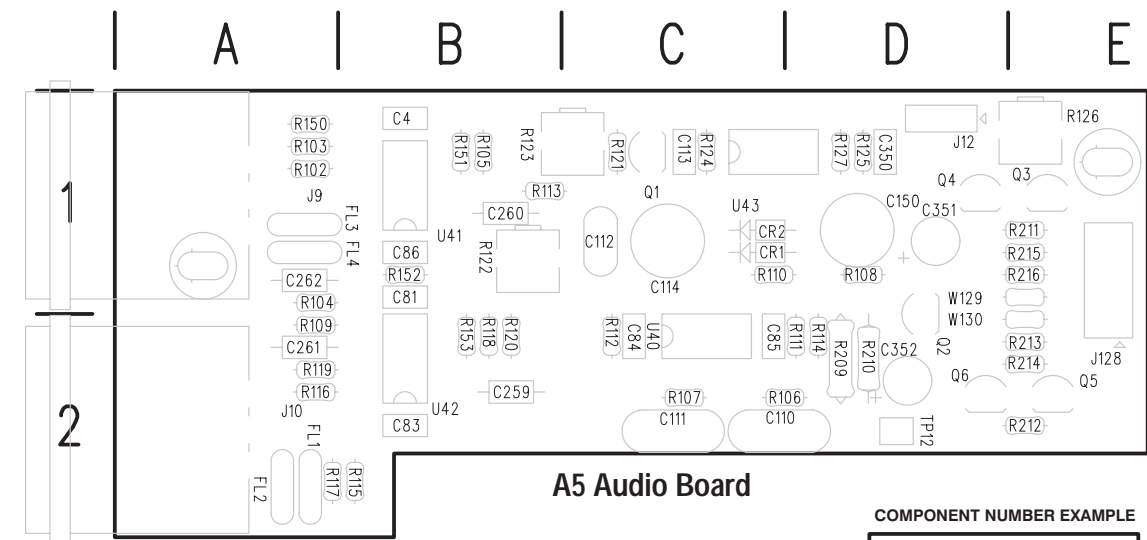 A B C D E
1
2
R150
R103
R102
J9
FL3
FL4
C262
R104
R109
C261
R119
R116
J10
FL1
FL2
R117
R115
C4
R151
R105
R123
R113
C260
U41
C86
R152
C81
R122
R153
R118
R120
C259
U42
C83
R121
C113
R124
Q1
U43
C112
CR2
CR1
C114
R110
R112
C84
U40
C85
R111
R114
R107
R106
C111
C110
R127
R125
C350
J12
Q4
Q3
R126
C150
C351
R108
R211
R215
R216
W129
W130
R213
R214
R209
R210
C352
Q2
J128
Q6
Q5
TP12
R212
A5 Audio Board
COMPONENT NUMBER EXAMPLE